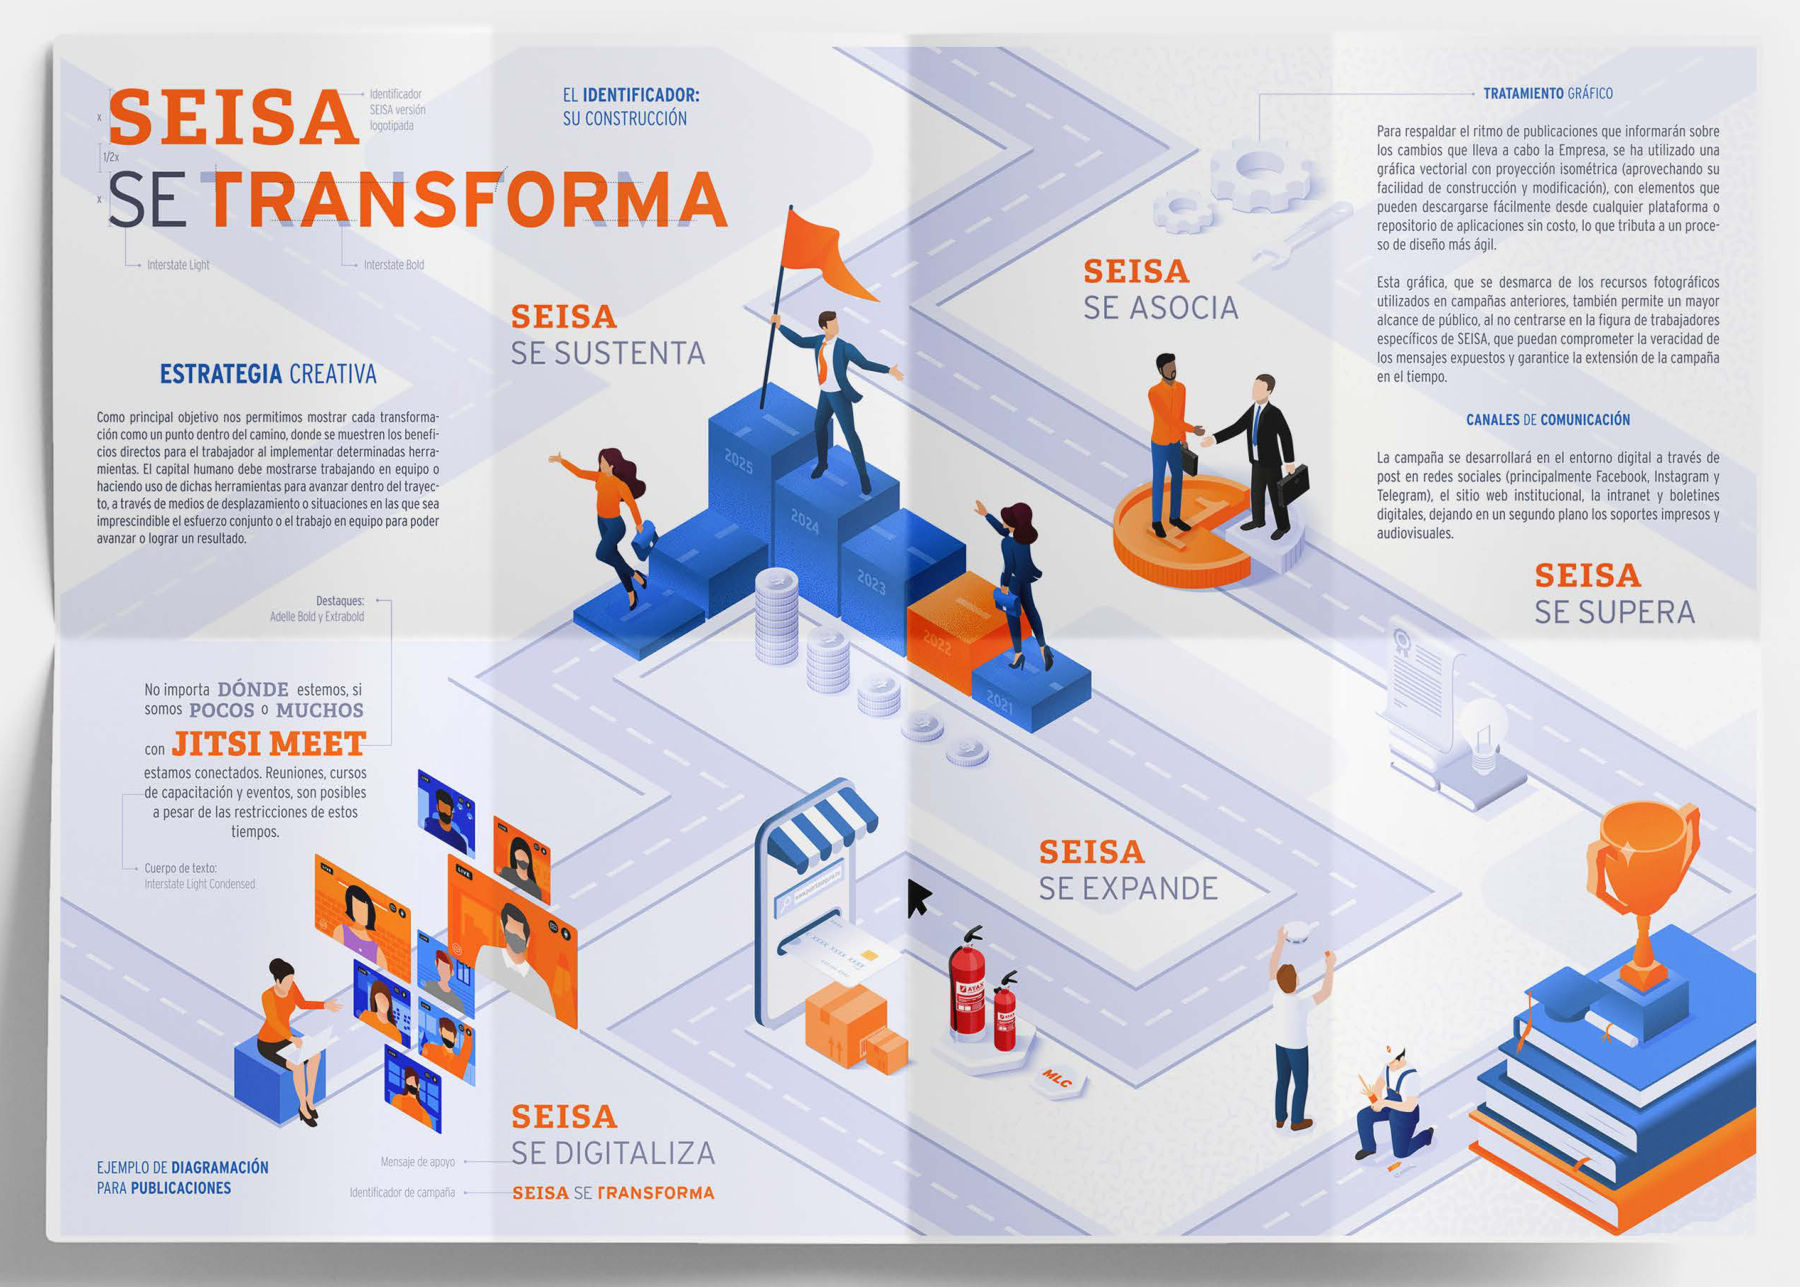 SEISA
SE TRANSFORMA
Identificador
SEISA versión
logotipada
x
1/2x
x
Interstate Light
Interstate Bold
EL IDENTIFICADOR:
SU CONSTRUCCIÓN
ESTRATEGIA CREATIVA
Como principal objetivo nos permitimos mostrar cada transforma-
ción como un punto dentro del camino, donde se muestren los benefi-
cios directos para el trabajador al implementar determinadas herra-
mientas. El capital humano debe mostrarse trabajando en equipo o
haciendo uso de dichas herramientas para avanzar dentro del trayec-
to, a través de medios de desplazamiento o situaciones en las que sea
imprescindible el esfuerzo conjunto o el trabajo en equipo para poder
avanzar o lograr un resultado.
SEISA
SE SUSTENTA
2025
2024
2023
2022
2021
SEISA
SE ASOCIA
TRATAMIENTO GRÁFICO
Para respaldar el ritmo de publicaciones que informarán sobre
los cambios que lleva a cabo la Empresa, se ha utilizado una
gráfica vectorial con proyección isométrica (aprovechando su
facilidad de construcción y modificación), con elementos que
pueden descargarse fácilmente desde cualquier plataforma o
repositorio de aplicaciones sin costo, lo que tributa a un proce-
so de diseño más ágil.
Esta gráfica, que se desmarca de los recursos fotográficos
utilizados en campañas anteriores, también permite un mayor
alcance de público, al no centrarse en la figura de trabajadores
específicos de SEISA, que puedan comprometer la veracidad de
los mensajes expuestos y garantice la extensión de la campaña
en el tiempo.
CANALES DE COMUNICACIÓN
La campaña se desarrollará en el entorno digital a través de
post en redes sociales (principalmente Facebook, Instagram y
Telegram), el sitio web institucional, la intranet y boletines
digitales, dejando en un segundo plano los soportes impresos y
audiovisuales.
SEISA
SE SUPERA
Destaques:
Adelle Bold y Extrabold
No importa DÓNDE estemos, si
somos POCOS o MUCHOS
con JITSI MEET
estamos conectados. Reuniones, cursos
de capacitación y eventos, son posibles
a pesar de las restricciones de estos
tiempos.
Cuerpo de texto:
Interstate Light Condensed
LIVE
SEISA
SE EXPANDE
XXXX XXXX XXXX
ATAX
MLC
EJEMPLO DE DIAGRAMACIÓN
PARA PUBLICACIONES
SEISA
SE DIGITALIZA
Mensaje de apoyo
Identificador de campaña
SEISA SE TRANSFORMA